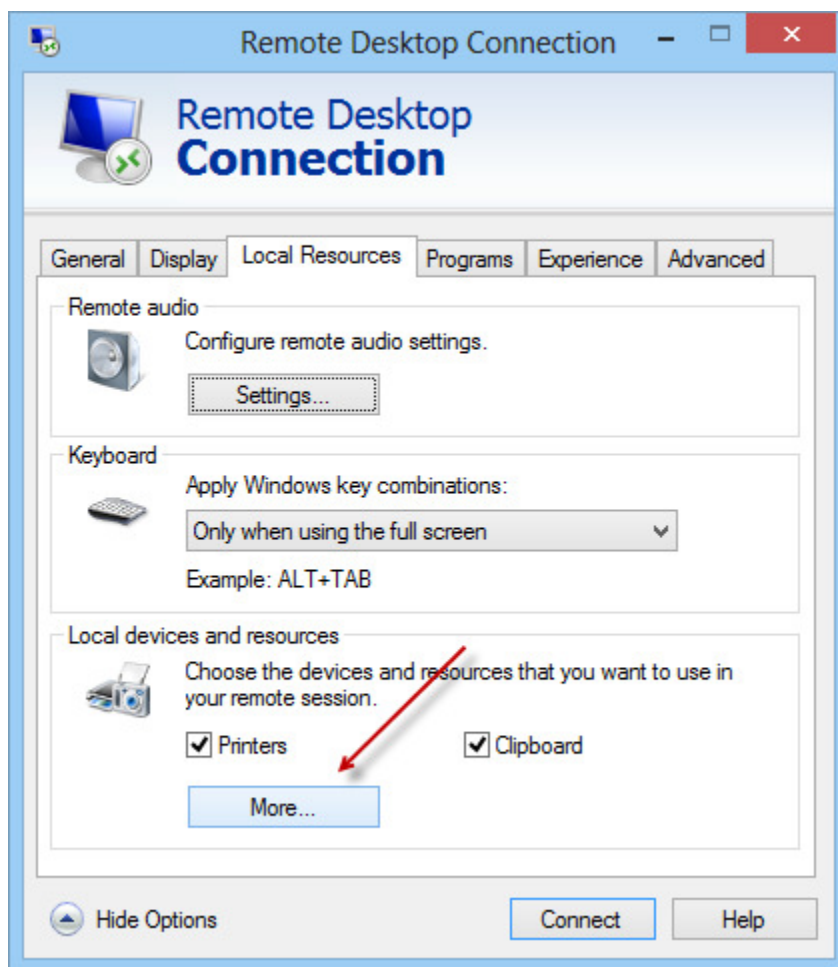 Remote Desktop Connection
Remote Desktop
Connection
General Display Local Resources Programs Experience Advanced
Remote audio
Configure remote audio settings.
Settings...
Keyboard
Apply Windows key combinations:
Only when using the full screen
Example: ALT+TAB
Local devices and resources
Choose the devices and resources that you want to use in
your remote session.
Printers Clipboard
More...
Hide Options Connect Help